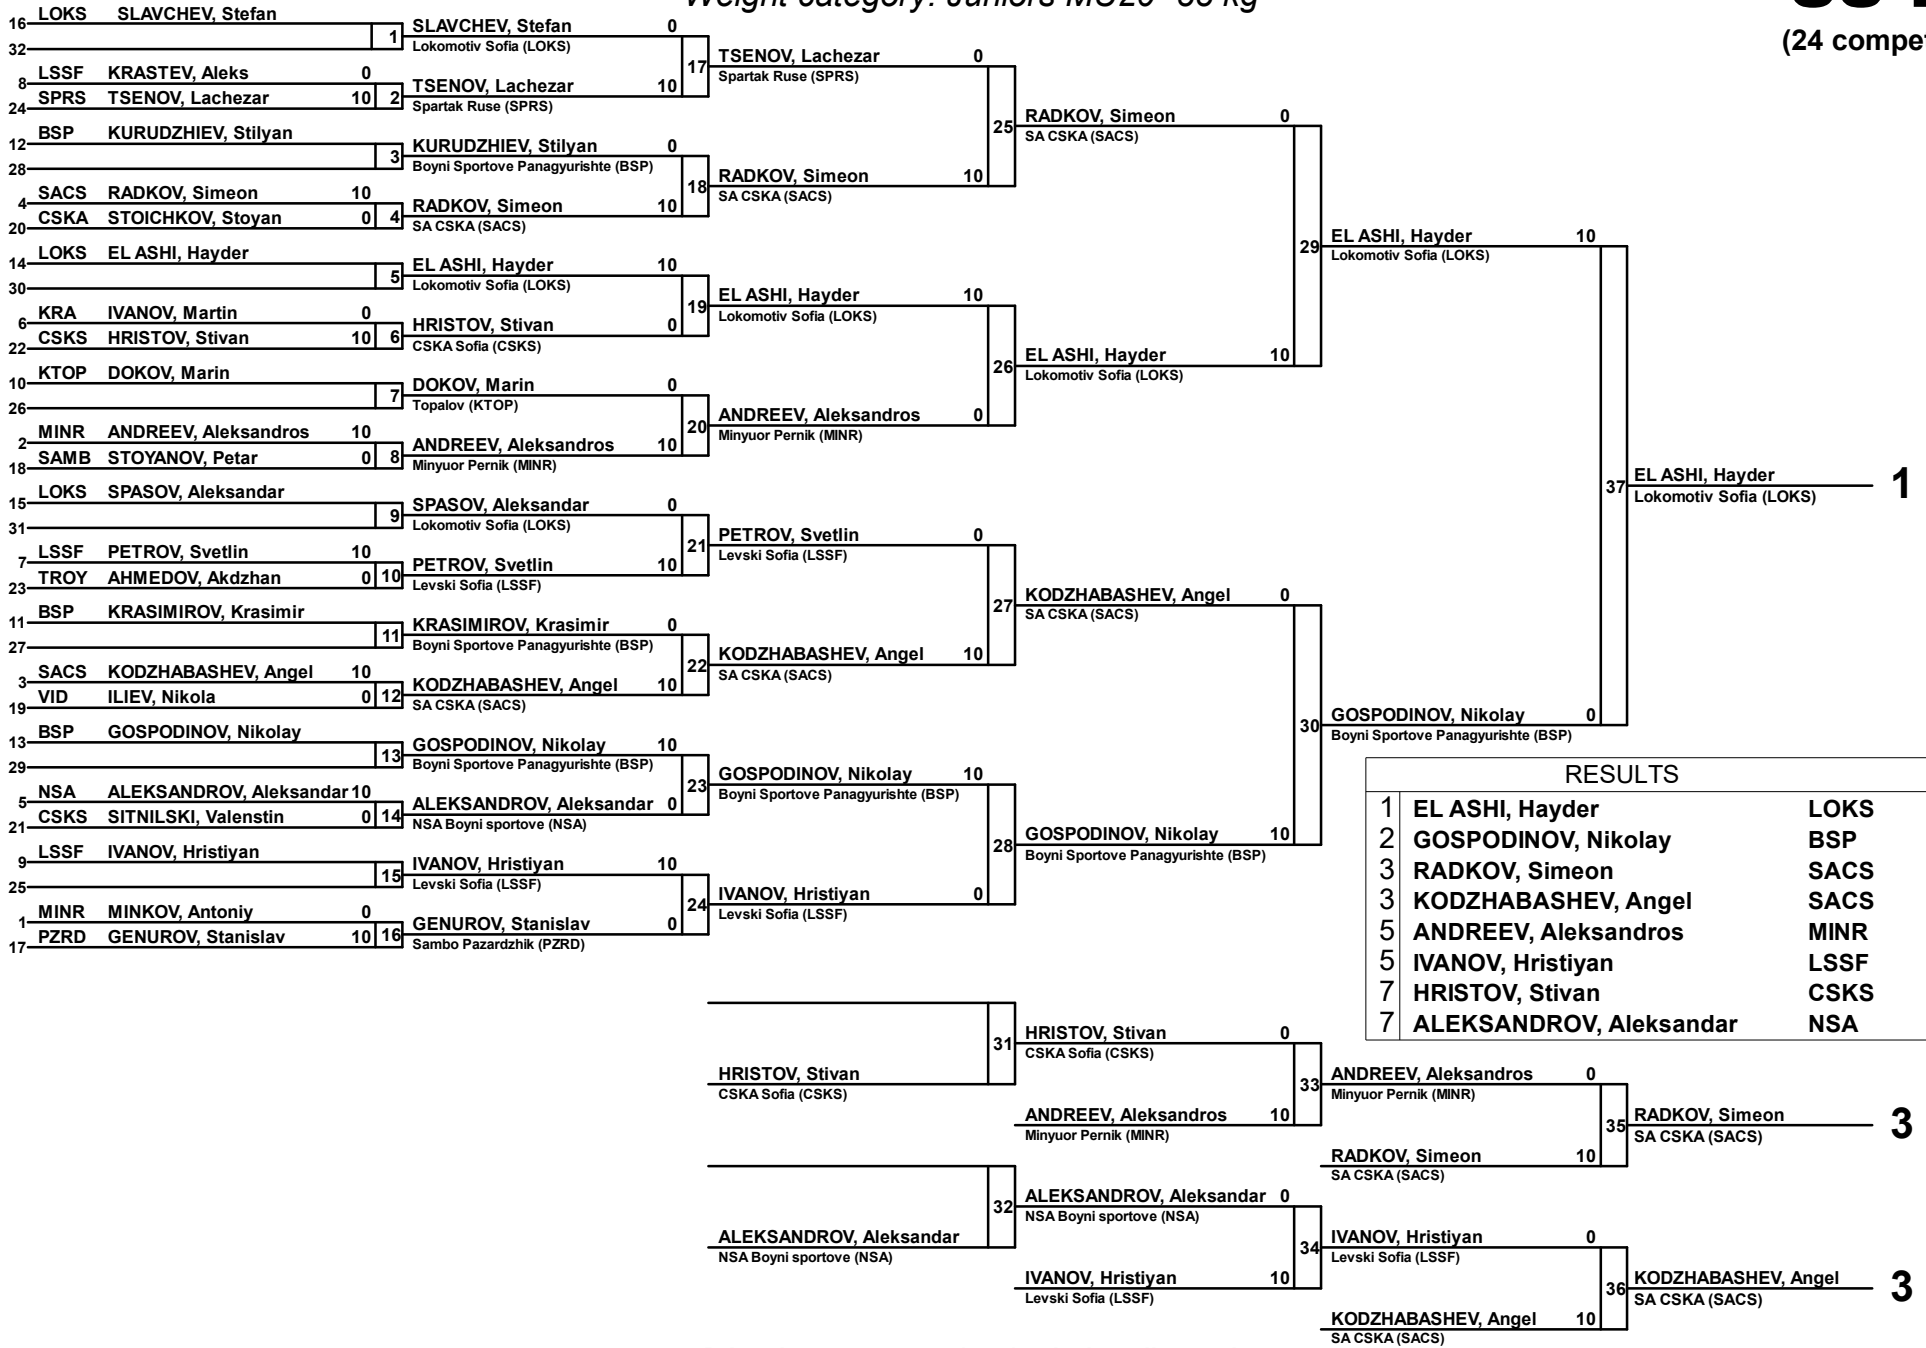 Weight category: Juniors MU20 -
(24 compet
16 LOKS SLAVCHEV, Stefan
32
1
8 LSSF KRASTEV, Aleks 0
24 SPRS TSENOV, Lachezar 10
2
12 BSP KURUDZHIEV, Stilyan
28
3
4 SACS RADKOV, Simeon 10
20 CSKA STOICHKOV, Stoyan 0
4
14 LOKS EL ASHI, Hayder
30
5
6 KRA IVANOV, Martin 0
22 CSKS HRISTOV, Stivan 10
6
10 KTOP DOKOV, Marin
26
7
2 MINR ANDREEV, Aleksandros 10
18 SAMB STOYANOV, Petar 0
8
15 LOKS SPASOV, Aleksandar
31
9
7 LSSF PETROV, Svetlin 10
23 TROY AHMEDOV, Akdzhan 0
10
11 BSP KRASIMIROV, Krasimir
27
11
3 SACS KODZHABASHEV, Angel 10
19 VID ILIEV, Nikola 0
12
13 BSP GOSPODINOV, Nikolay
29
13
5 NSA ALEKSANDROV, Aleksandar 10
21 CSKS SITNILSKI, Valenstin 0
14
9 LSSF IVANOV, Hristiyan
25
15
1 MINR MINKOV, Antoniy 0
17 PZRD GENUROV, Stanislav 10
16
SLAVCHEV, Stefan 0
Lokomotiv Sofia (LOKS)
17
TSENOV, Lachezar 10
Spartak Ruse (SPRS)
KURUDZHIEV, Stilyan 0
Boyni Sportove Panagyurishte (BSP)
18
RADKOV, Simeon 10
SA CSKA (SACS)
EL ASHI, Hayder 10
Lokomotiv Sofia (LOKS)
19
HRISTOV, Stivan 0
CSKA Sofia (CSKS)
DOKOV, Marin 0
Topalov (KTOP)
20
ANDREEV, Aleksandros 10
Minyuor Pernik (MINR)
SPASOV, Aleksandar 0
Lokomotiv Sofia (LOKS)
21
PETROV, Svetlin 10
Levski Sofia (LSSF)
KRASIMIROV, Krasimir 0
Boyni Sportove Panagyurishte (BSP)
22
KODZHABASHEV, Angel 10
SA CSKA (SACS)
GOSPODINOV, Nikolay 10
Boyni Sportove Panagyurishte (BSP)
23
ALEKSANDROV, Aleksandar 0
NSA Boyni sportove (NSA)
IVANOV, Hristiyan 10
Levski Sofia (LSSF)
24
GENUROV, Stanislav 0
Sambo Pazardzhik (PZRD)
TSENOV, Lachezar 0
Spartak Ruse (SPRS)
25
RADKOV, Simeon 10
SA CSKA (SACS)
EL ASHI, Hayder 10
Lokomotiv Sofia (LOKS)
26
ANDREEV, Aleksandros 0
Minyuor Pernik (MINR)
PETROV, Svetlin 0
Levski Sofia (LSSF)
27
KODZHABASHEV, Angel 10
SA CSKA (SACS)
GOSPODINOV, Nikolay 10
Boyni Sportove Panagyurishte (BSP)
28
IVANOV, Hristiyan 0
Levski Sofia (LSSF)
RADKOV, Simeon 0
SA CSKA (SACS)
29
EL ASHI, Hayder 10
Lokomotiv Sofia (LOKS)
KODZHABASHEV, Angel 0
SA CSKA (SACS)
30
GOSPODINOV, Nikolay 10
Boyni Sportove Panagyurishte (BSP)
EL ASHI, Hayder 10
Lokomotiv Sofia (LOKS)
37
GOSPODINOV, Nikolay 0
Boyni Sportove Panagyurishte (BSP)
EL ASHI, Hayder 1
Lokomotiv Sofia (LOKS)
RESULTS
1 EL ASHI, Hayder LOKS
2 GOSPODINOV, Nikolay BSP
3 RADKOV, Simeon SACS
3 KODZHABASHEV, Angel SACS
5 ANDREEV, Aleksandros MINR
5 IVANOV, Hristiyan LSSF
7 HRISTOV, Stivan CSKS
7 ALEKSANDROV, Aleksandar NSA
31
HRISTOV, Stivan
CSKA Sofia (CSKS)
HRISTOV, Stivan 0
CSKA Sofia (CSKS)
33
ANDREEV, Aleksandros 10
Minyuor Pernik (MINR)
ANDREEV, Aleksandros 0
Minyuor Pernik (MINR)
35
RADKOV, Simeon 10
SA CSKA (SACS)
RADKOV, Simeon 3
SA CSKA (SACS)
32
ALEKSANDROV, Aleksandar
NSA Boyni sportove (NSA)
ALEKSANDROV, Aleksandar 0
NSA Boyni sportove (NSA)
34
IVANOV, Hristiyan 10
Levski Sofia (LSSF)
IVANOV, Hristiyan 0
Levski Sofia (LSSF)
36
KODZHABASHEV, Angel 10
SA CSKA (SACS)
KODZHABASHEV, Angel 3
SA CSKA (SACS)